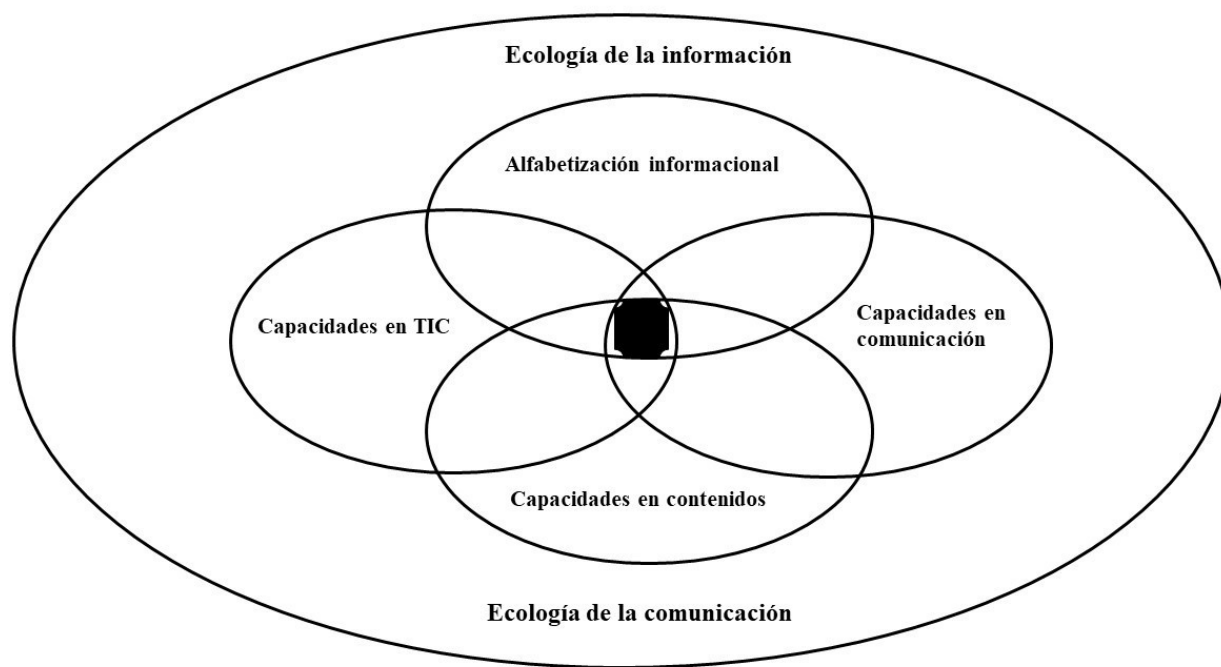 Ecología de la información
Alfabetización informacional
Capacidades en TIC
Capacidades en
comunicación
Capacidades en contenidos
Ecología de la comunicación